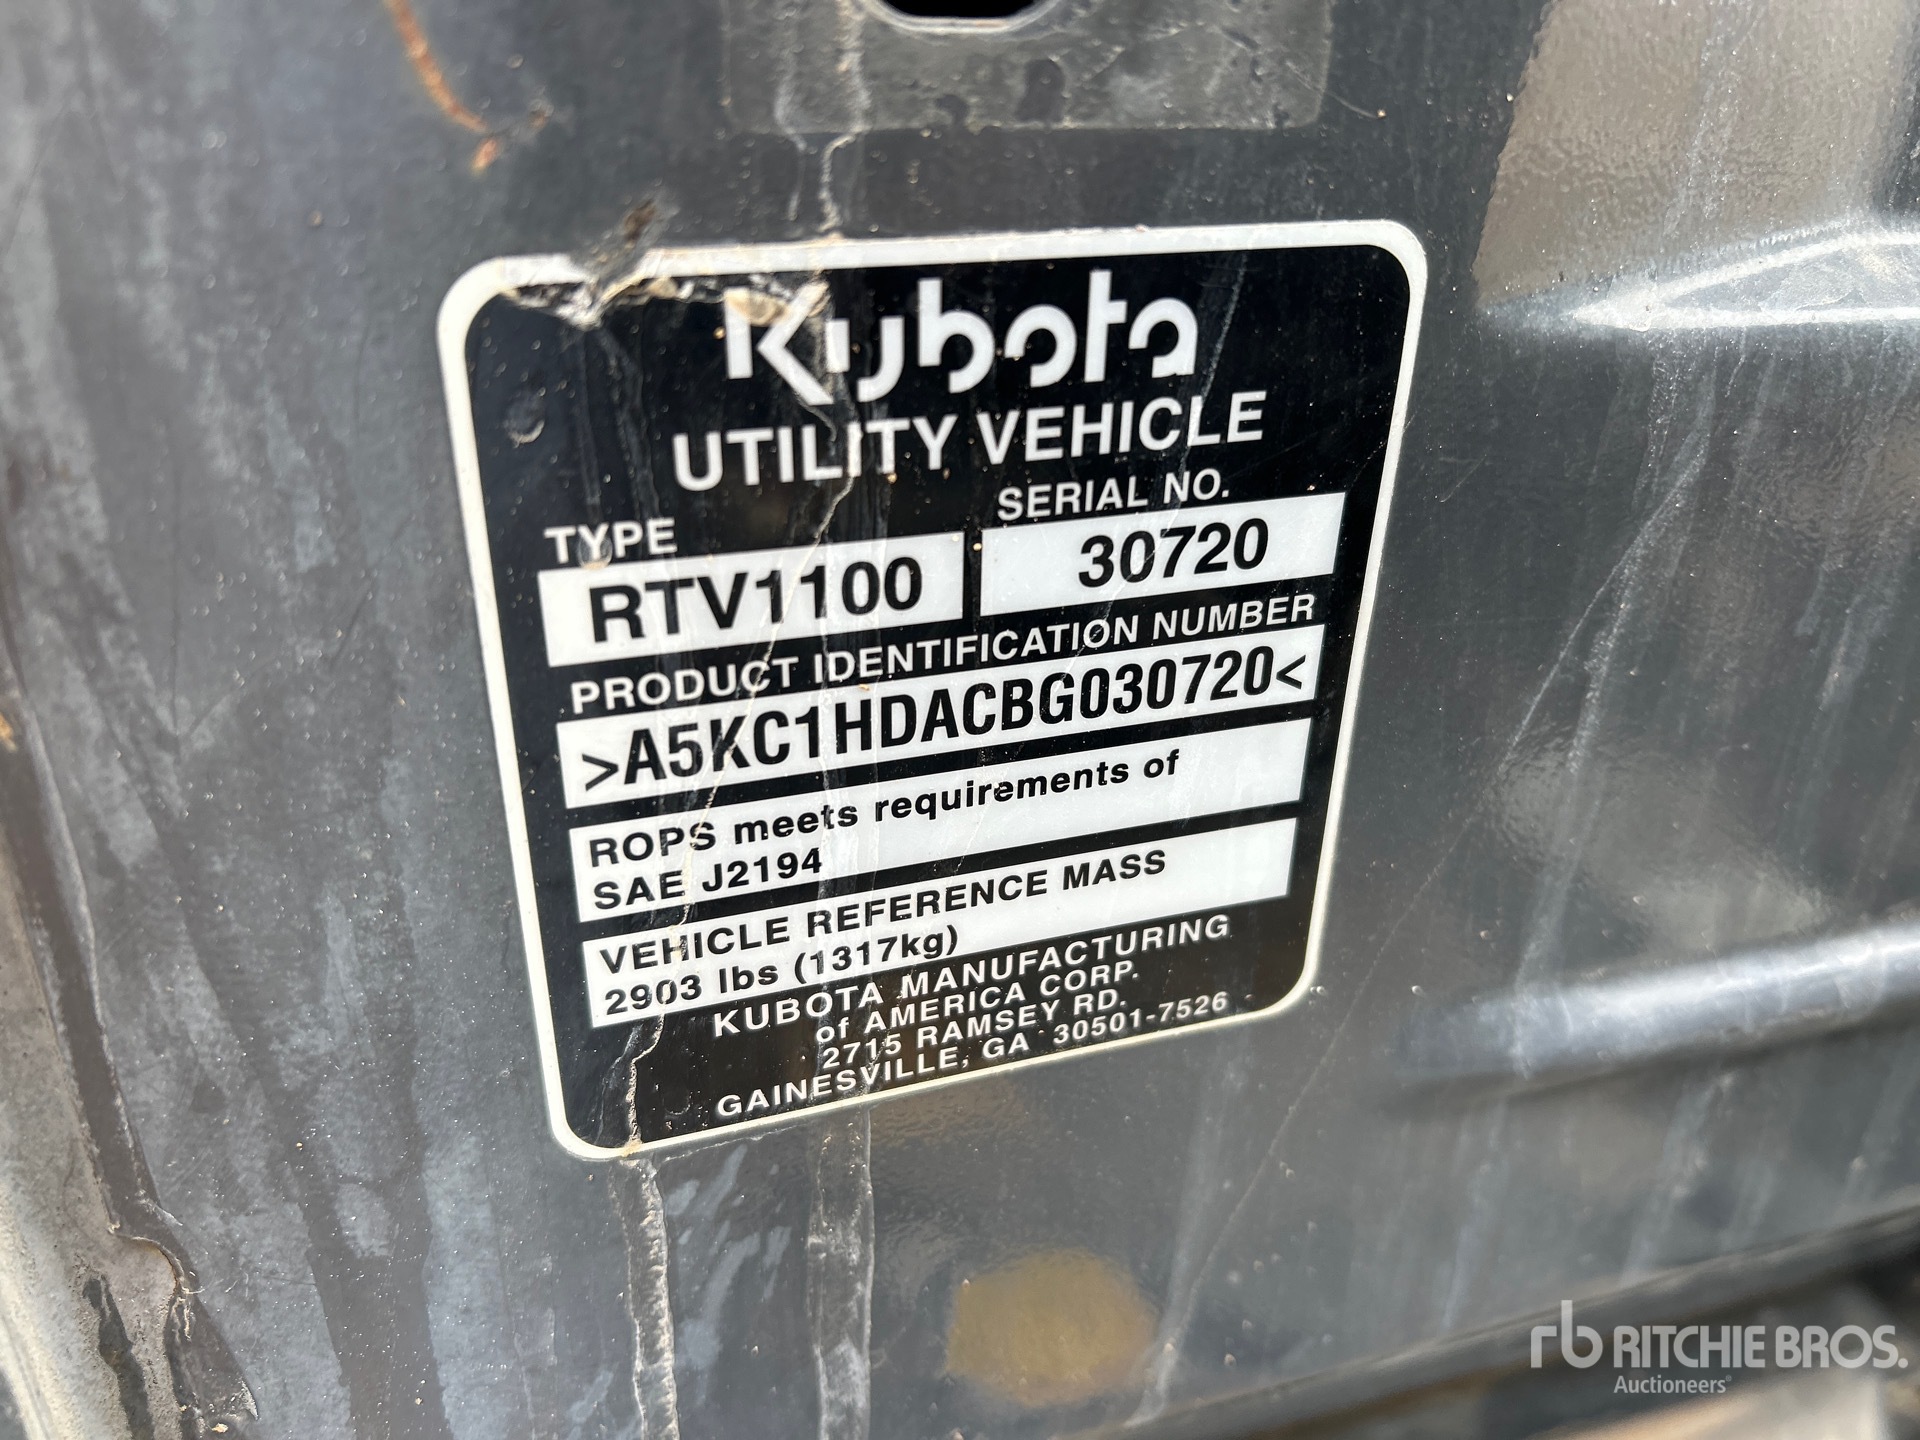 Kubota
UTILITY VEHICLE
TYPE
SERIAL NO.
RTV1100
30720
PRODUCT IDENTIFICATION NUMBER
>A5KC1HDACBG030720<
ROPS meets requirements of
SAE J2194
VEHICLE REFERENCE MASS
2903 lbs (1317kg)
KUBOTA MANUFACTURING
of AMERICA CORP.
2715 RAMSEY RD.
GAINESVILLE, GA 30501-7526
rb RITCHIE BROS.
Auctioneers